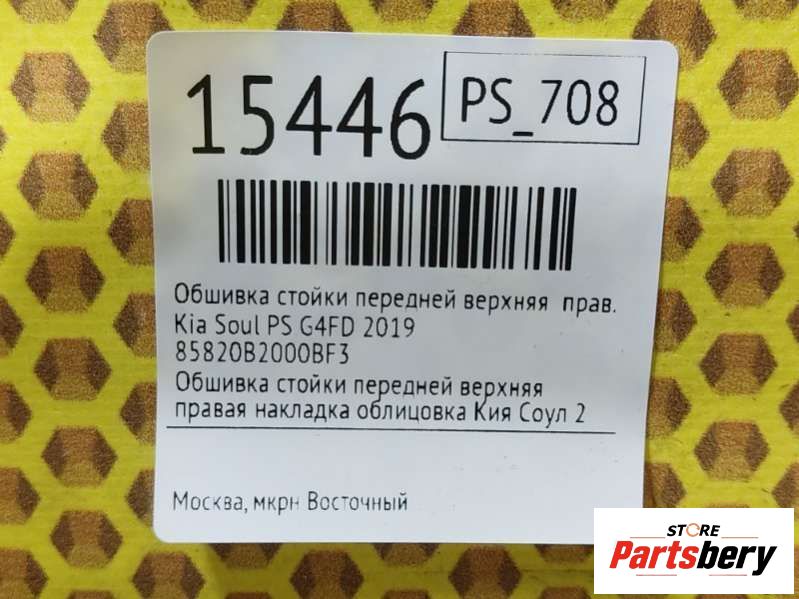 15446
PS_708
Обшивка стойки передней верхняя прав.
Kia Soul PS G4FD 2019
85820B2000BF3
Обшивка стойки передней верхняя
правая накладка облицовка Кия Соул 2
Москва, мкрн Восточный
STORE
Partsbery